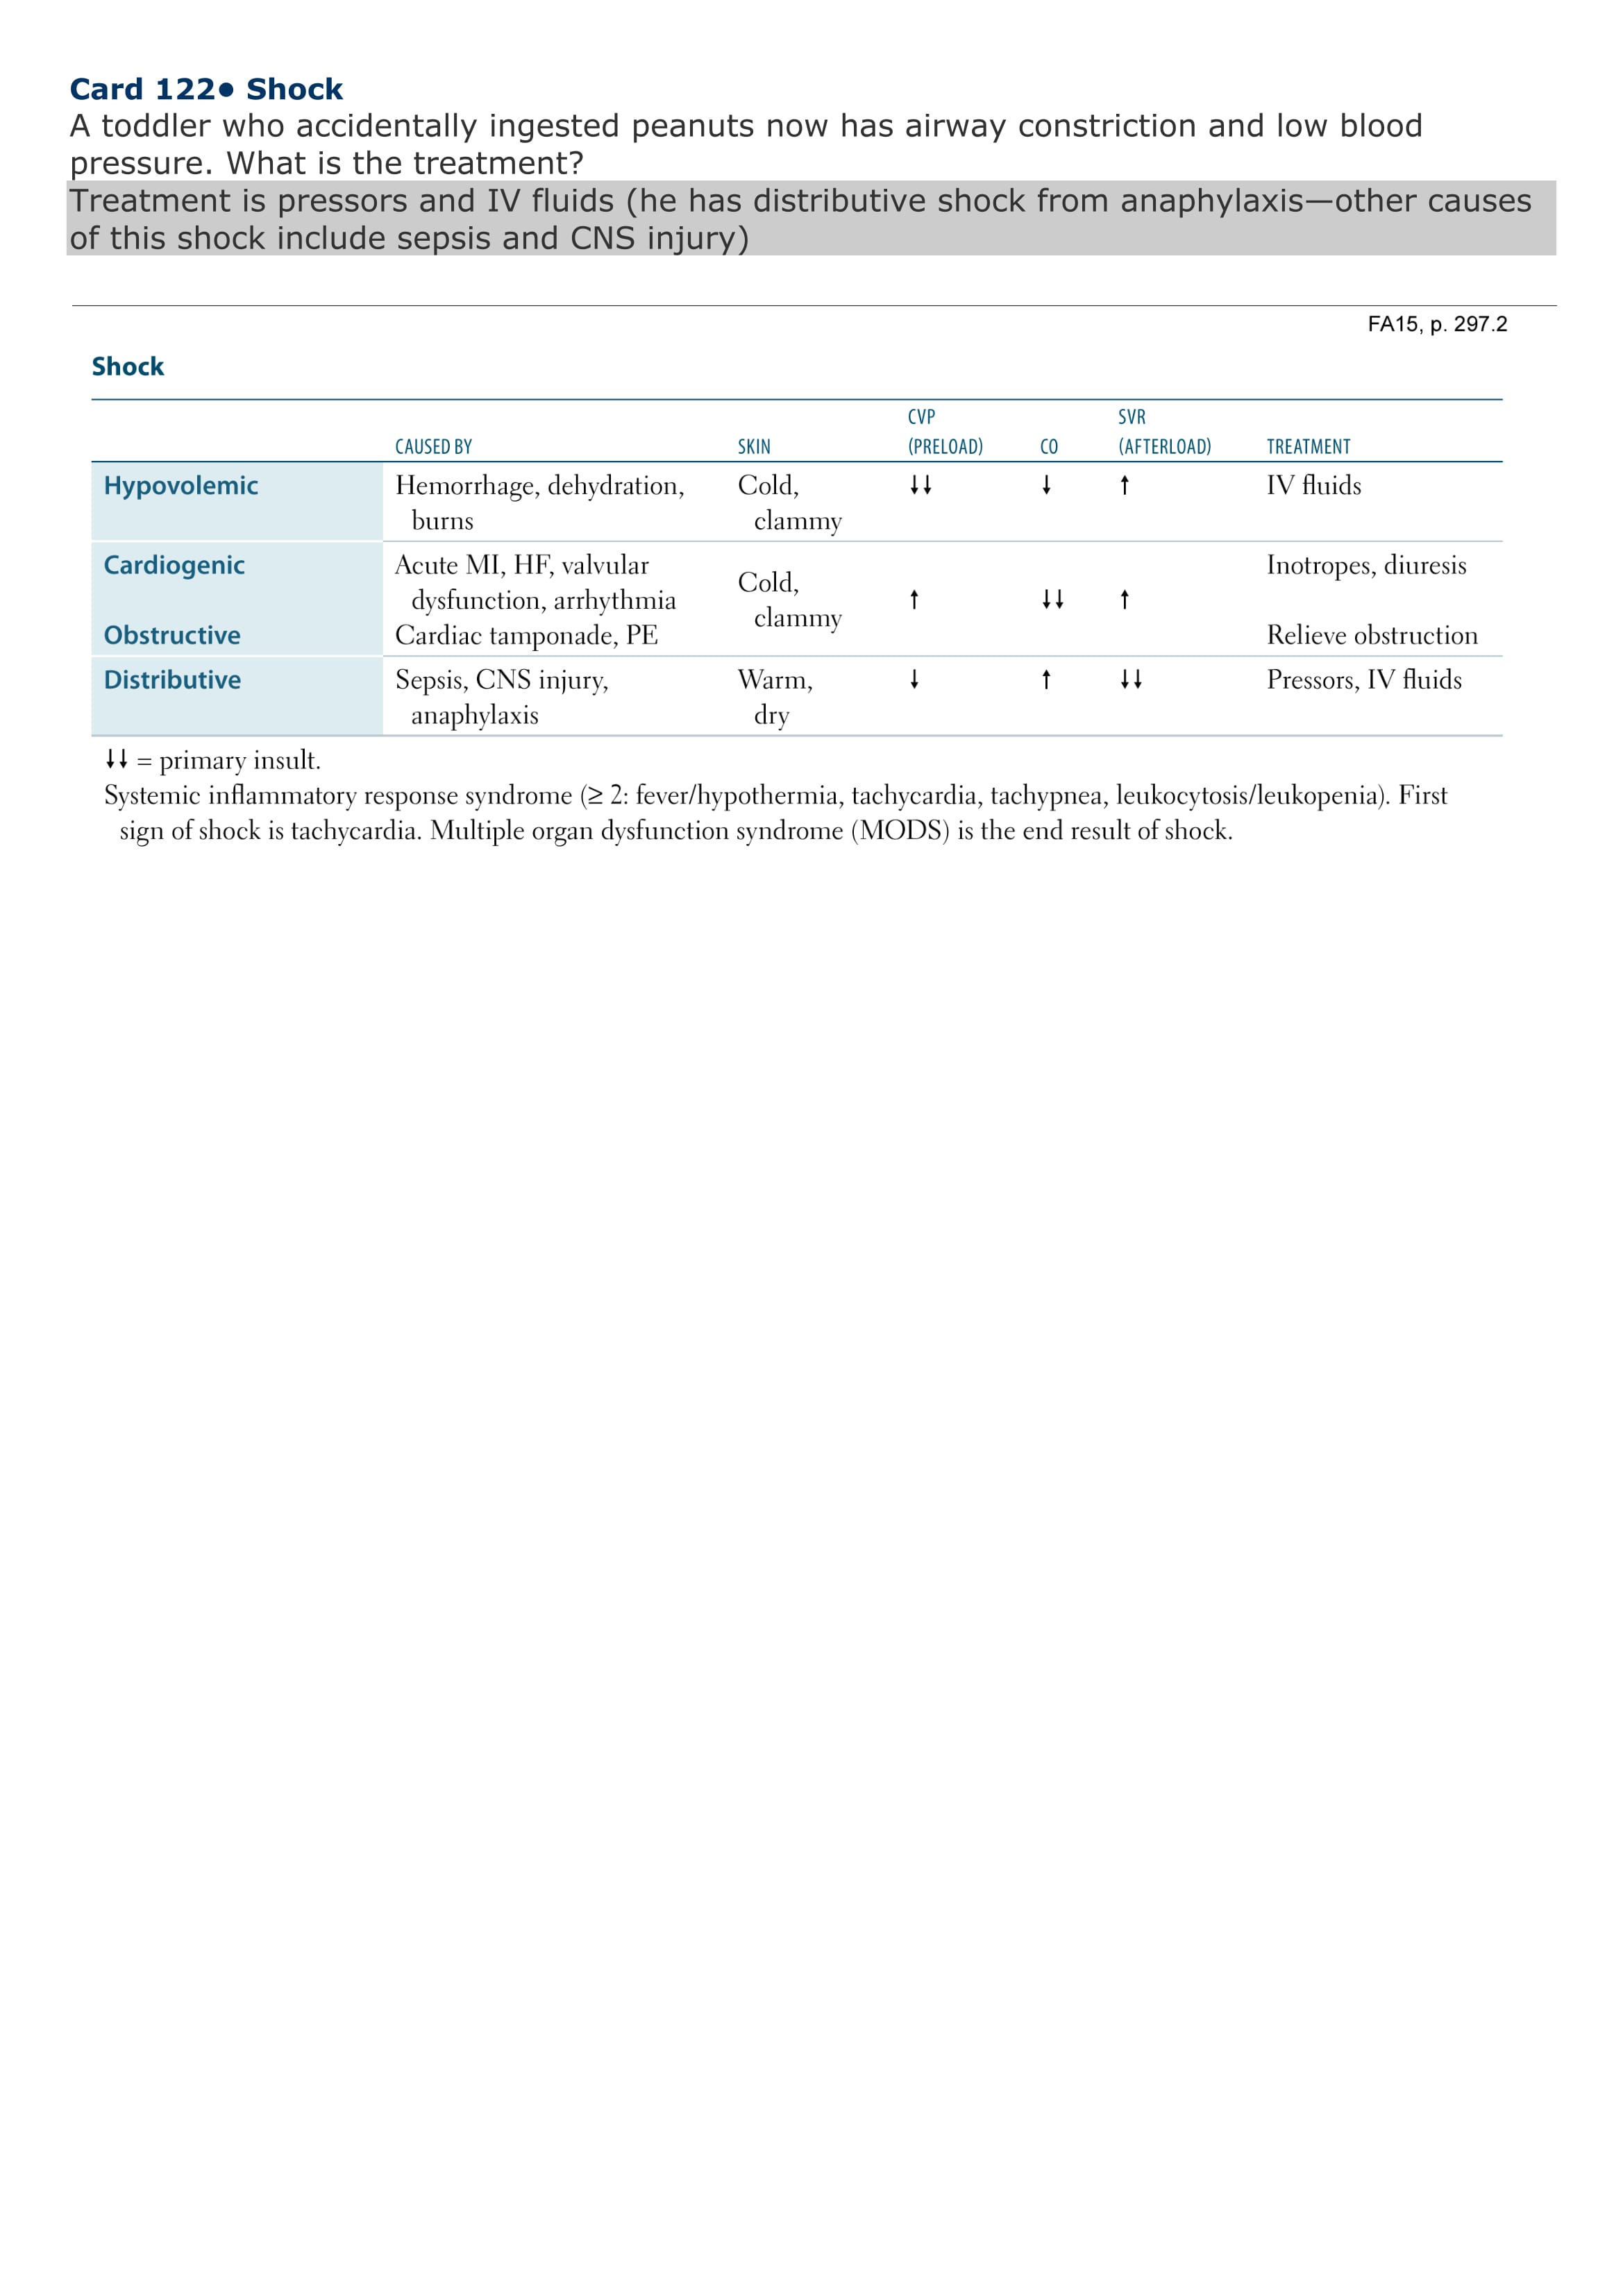 Card 122● Shock
A toddler who accidentally ingested peanuts now has airway constriction and low blood
pressure. What is the treatment?
Treatment is pressors and IV fluids (he has distributive shock from anaphylaxis—other causes
of this shock include sepsis and CNS injury)
FA15, p. 297.2
Shock
CAUSED BY SKIN CVP (PRELOAD) CO SVR (AFTERLOAD) TREATMENT
Hypovolemic Hemorrhage, dehydration, Cold, ↓↓ ↓ ↑ IV fluids
burns clammy
Cardiogenic Acute MI, HF, valvular Inotropes, diuresis
dysfunction, arrhythmia Cold, clammy ↑ ↓↓ ↑
Obstructive Cardiac tamponade, PE Relieve obstruction
Distributive Sepsis, CNS injury, Warm, ↓ ↑ ↓↓ Pressors, IV fluids
anaphylaxis dry
↓↓ = primary insult.
Systemic inflammatory response syndrome (≥ 2: fever/hypothermia, tachycardia, tachypnea, leukocytosis/leukopenia). First
sign of shock is tachycardia. Multiple organ dysfunction syndrome (MODS) is the end result of shock.